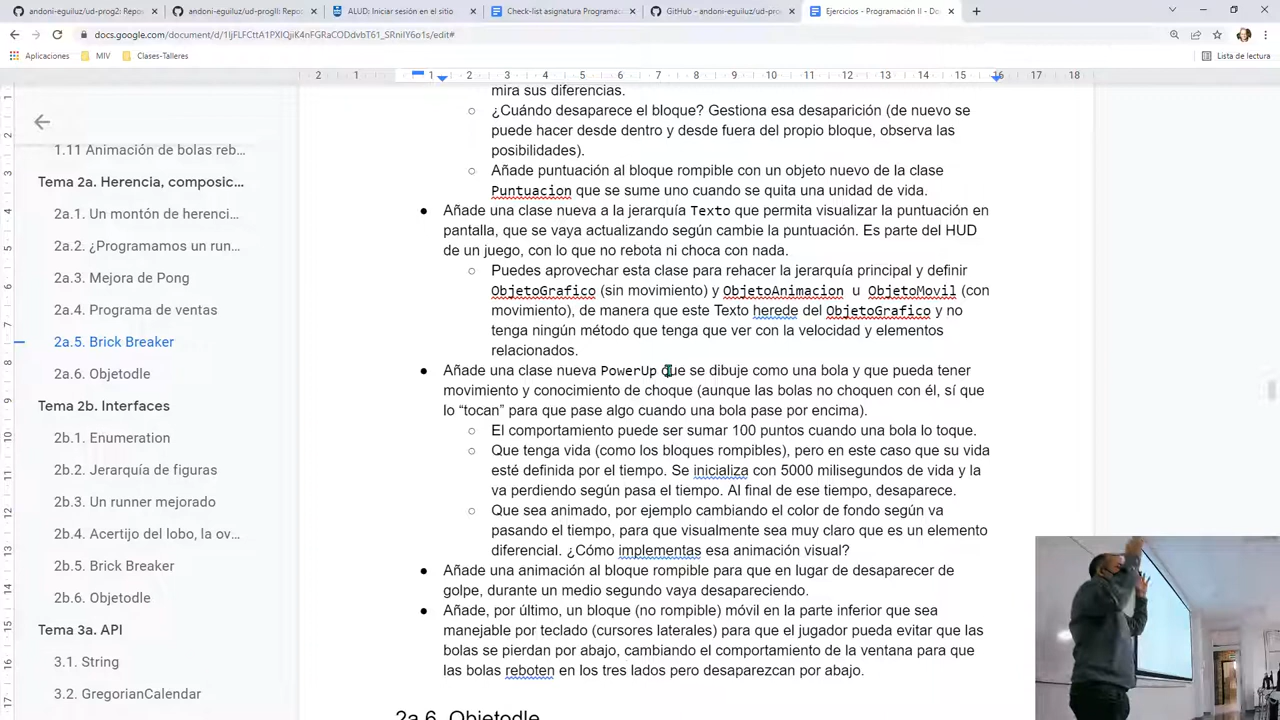 andoni-eguiluz/ud-prog2: Repo
andoni-eguiluz/ud-progII: Repos
ALUD: Iniciar sesión en el sitio
Check-list asignatura Programac
GitHub - andoni-eguiluz/ud-pro
Ejercicios - Programación II - Do
docs.google.com/document/d/
Aplicaciones
MIV
Clases-Talleres
Lista de lectura
2 1 1 2 3 4 5 6 7 8 9 10 11 12 13 14 15 16 17 18
1.11 Animación de bolas reb...
Tema 2a. Herencia, composic...
2a.1. Un montón de herenci...
2a.2. ¿Programamos un run...
2a.3. Mejora de Pong
2a.4. Programa de ventas
2a.5. Brick Breaker
2a.6. Objetodle
Tema 2b. Interfaces
2b.1. Enumeration
2b.2. Jerarquía de figuras
2b.3. Un runner mejorado
2b.4. Acertijo del lobo, la ov...
2b.5. Brick Breaker
2b.6. Objetodle
Tema 3a. API
3.1. String
3.2. GregorianCalendar
mira sus diferencias.
○ ¿Cuándo desaparece el bloque? Gestiona esa desaparición (de nuevo se
puede hacer desde dentro y desde fuera del propio bloque, observa las
posibilidades).
○ Añade puntuación al bloque rompible con un objeto nuevo de la clase
Puntuacion que se sume uno cuando se quita una unidad de vida.
● Añade una clase nueva a la jerarquía Texto que permita visualizar la puntuación en
pantalla, que se vaya actualizando según cambie la puntuación. Es parte del HUD
de un juego, con lo que no rebota ni choca con nada.
○ Puedes aprovechar esta clase para rehacer la jerarquía principal y definir
ObjetoGrafico (sin movimiento) y ObjetoAnimacion u ObjetoMovil (con
movimiento), de manera que este Texto herede del ObjetoGrafico y no
tenga ningún método que tenga que ver con la velocidad y elementos
relacionados.
● Añade una clase nueva PowerUp que se dibuje como una bola y que pueda tener
movimiento y conocimiento de choque (aunque las bolas no choquen con él, sí que
lo “tocan” para que pase algo cuando una bola pase por encima).
○ El comportamiento puede ser sumar 100 puntos cuando una bola lo toque.
○ Que tenga vida (como los bloques rompibles), pero en este caso que su vida
esté definida por el tiempo. Se inicializa con 5000 milisegundos de vida y la
va perdiendo según pasa el tiempo. Al final de ese tiempo, desaparece.
○ Que sea animado, por ejemplo cambiando el color de fondo según va
pasando el tiempo, para que visualmente sea muy claro que es un elemento
diferencial. ¿Cómo implementas esa animación visual?
● Añade una animación al bloque rompible para que en lugar de desaparecer de
golpe, durante un medio segundo vaya desapareciendo.
● Añade, por último, un bloque (no rompible) móvil en la parte inferior que sea
manejable por teclado (cursores laterales) para que el jugador pueda evitar que las
bolas se pierdan por abajo, cambiando el comportamiento de la ventana para que
las bolas reboten en los tres lados pero desaparezcan por abajo.
2a.6. Objetodle